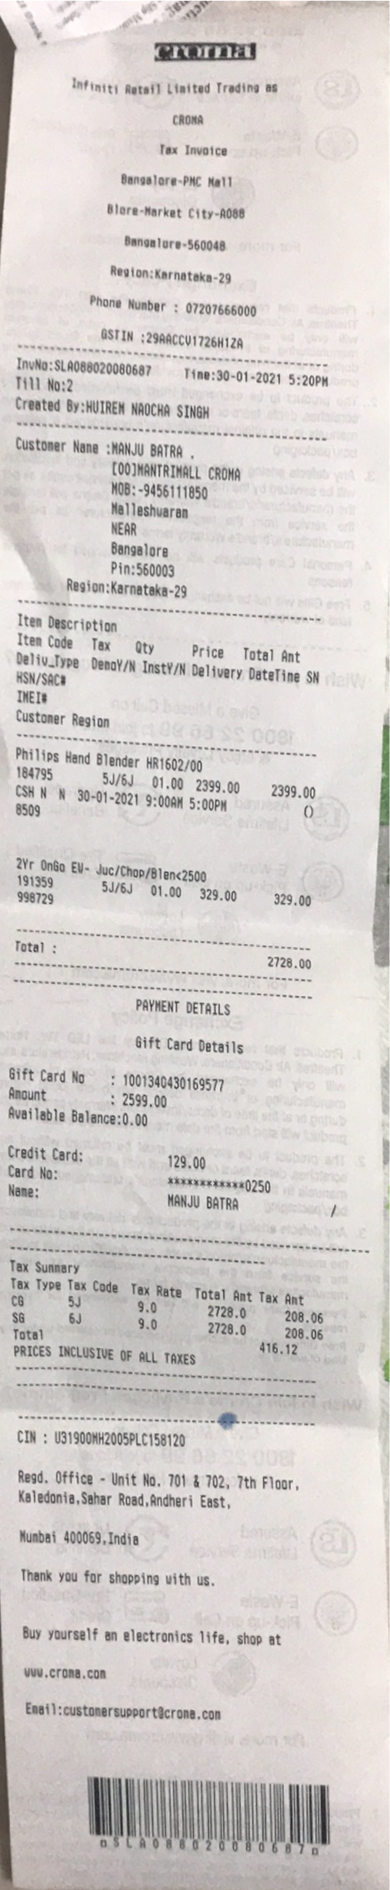 croma
Infiniti Retail Limited Trading as
CROMA
Tax Invoice
Bangalore-PMC Mall
Blore-Market City-A088
Bangalore-560048
Region:Karnataka-29
Phone Number : 07207666000
GSTIN :29AACCV1726H1ZA
InvNo:SLA088020080687 Time:30-01-2021 5:20PM
Till No:2
Created By:HUIREM NAOCHA SINGH
Customer Name :MANJU BATRA .
[00]MANTRIMALL CROMA
MOB:-9456111850
Malleshuaram
NEAR
Bangalore
Pin:560003
Region:Karnataka-29
Item Description
Item Code Tax Qty Price Total Amt
Deliv_Type DemoY/N InstY/N Delivery DateTime SN
HSN/SAC#
IMEI#
Customer Region
Philips Hand Blender HR1602/00
184795 5J/6J 01.00 2399.00 2399.00
CSH N N 30-01-2021 9:00AM 5:00PM ()
8509
2Yr OnGo EW- Juc/Chop/Blen<2500
191359 5J/6J 01.00 329.00 329.00
998729
Total : 2728.00
PAYMENT DETAILS
Gift Card Details
Gift Card No : 1001340430169577
Amount : 2599.00
Available Balance:0.00
Credit Card: 129.00
Card No: ************0250
Name: MANJU BATRA /
Tax Summary
Tax Type Tax Code Tax Rate Total Amt Tax Amt
CG 5J 9.0 2728.0 208.06
SG 6J 9.0 2728.0 208.06
Total 416.12
PRICES INCLUSIVE OF ALL TAXES
CIN : U31900MH2005PLC158120
Regd. Office - Unit No. 701 & 702, 7th Floor,
Kaledonia,Sahar Road,Andheri East,
Mumbai 400069,India
Thank you for shopping with us.
Buy yourself an electronics life, shop at
www.croma.com
Email:customersupport@croma.com
SLA088020080687